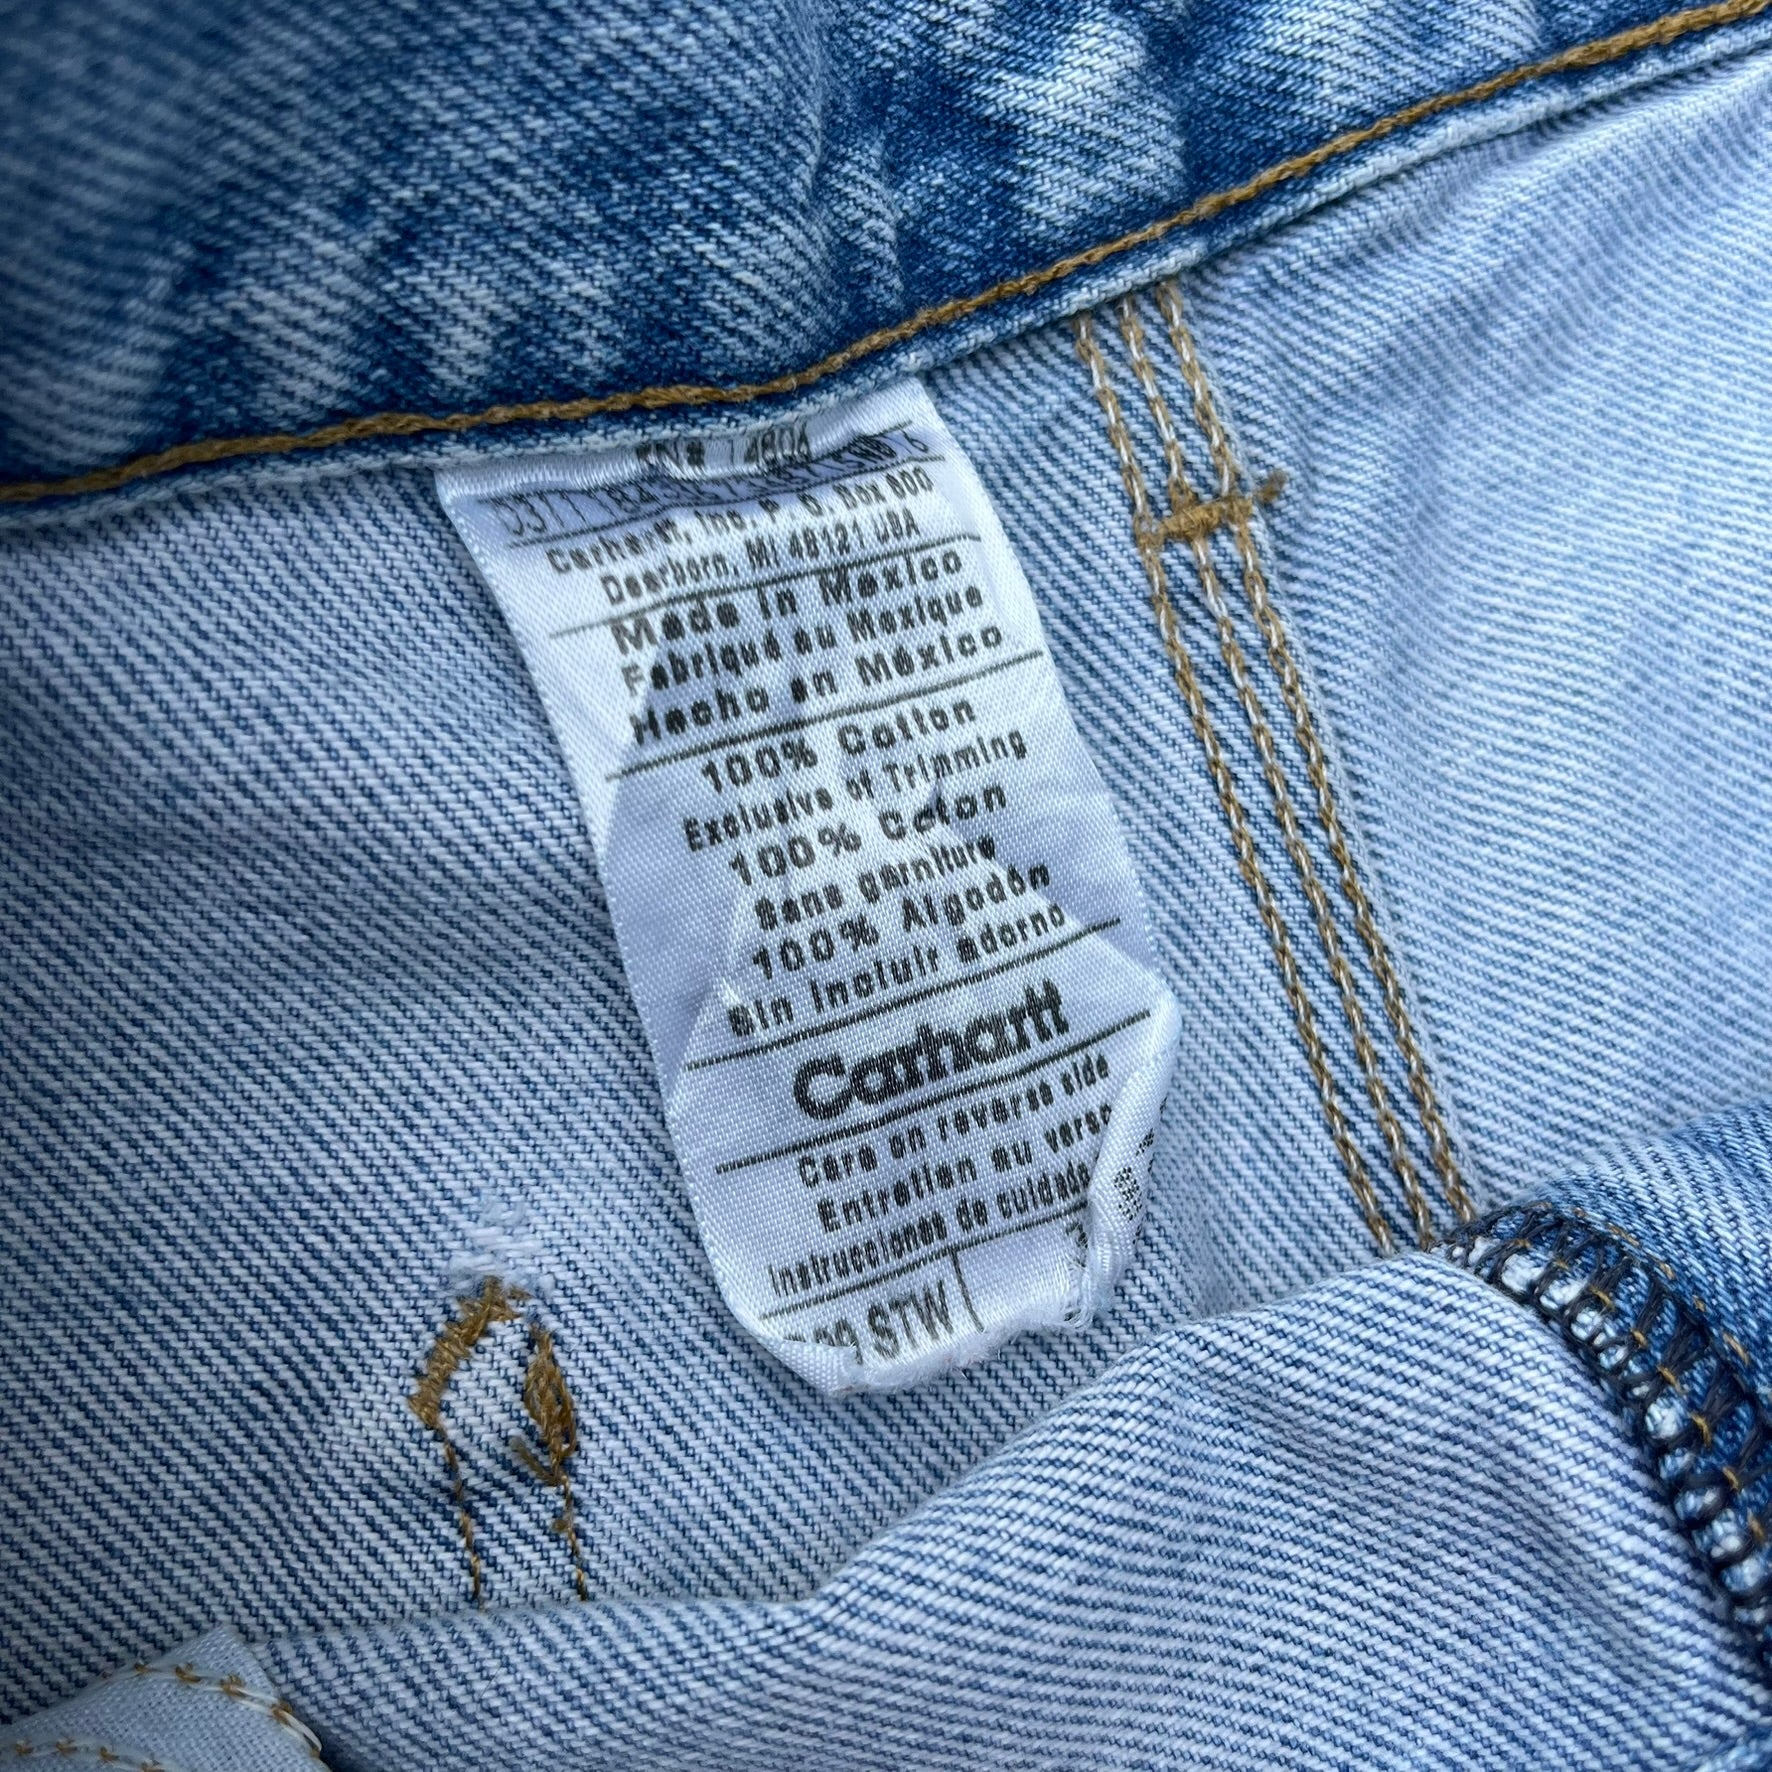 Carhartt, Inc. P. O. Box 600
Dearborn, MI 48121 USA
Made in Mexico
Fabriqué au Mexique
Hecho en México
100% Cotton
Exclusive of Trimming
100% Coton
Sans garniture
100% Algodón
Sin incluir adorno
Carhartt
Care on reverse side
Entretien au verso
Instrucciones de cuidado
STW